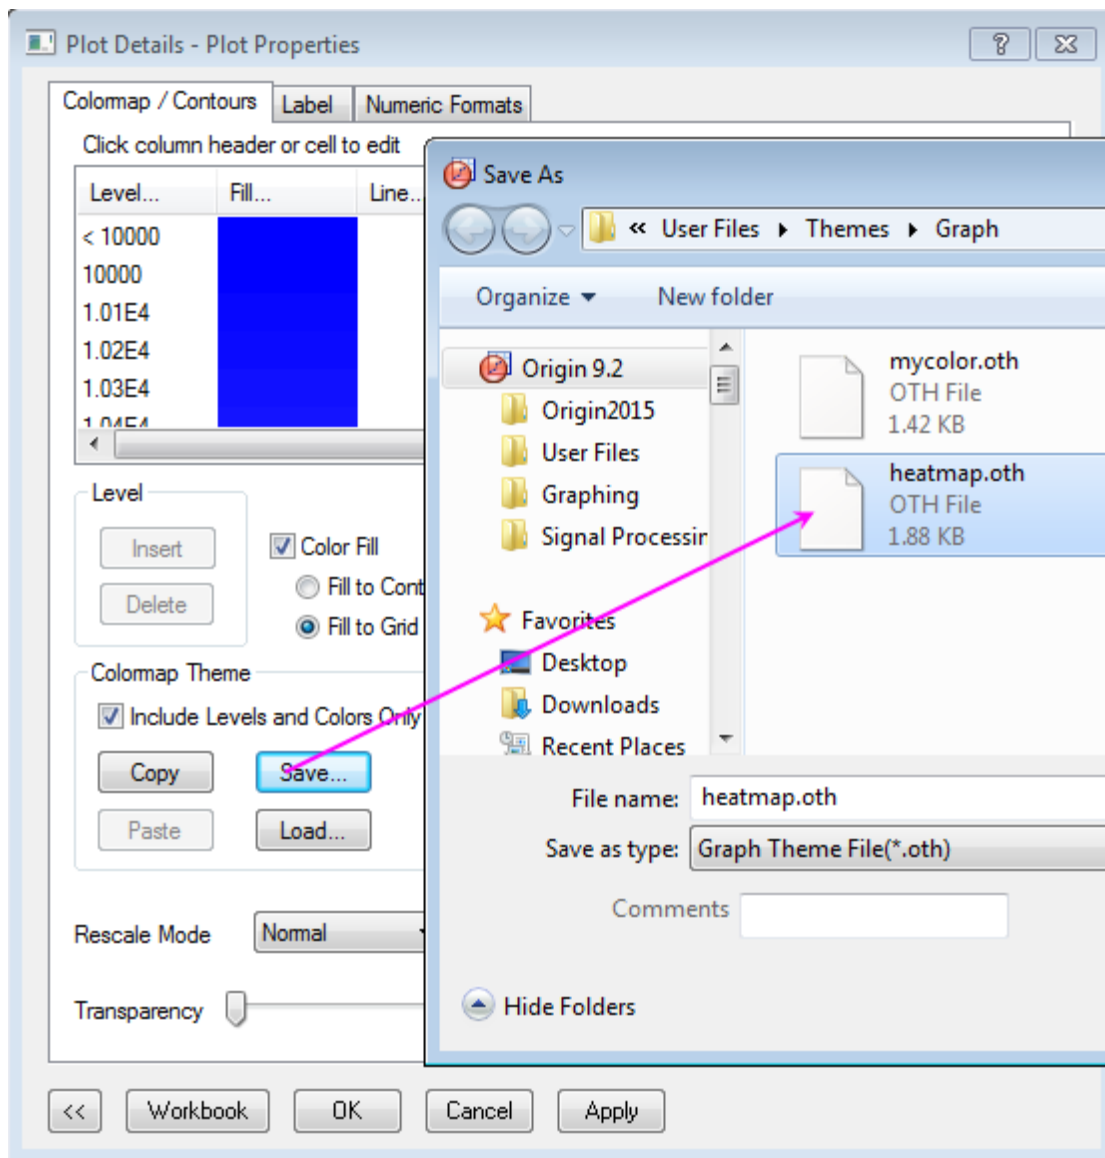 Plot Details - Plot Properties
Colormap / Contours Label Numeric Formats
Click column header or cell to edit
Level... Fill... Line...
< 10000
10000
1.01E4
1.02E4
1.03E4
1.04E4
Level
Insert
Delete
Color Fill
Fill to Cont
Fill to Grid
Colormap Theme
Include Levels and Colors Only
Copy Save...
Paste Load...
Rescale Mode Normal
Transparency
<< Workbook OK Cancel Apply
Save As
« User Files Themes Graph
Organize New folder
Origin 9.2
Origin2015
User Files
Graphing
Signal Processin
Favorites
Desktop
Downloads
Recent Places
mycolor.oth
OTH File
1.42 KB
heatmap.oth
OTH File
1.88 KB
File name: heatmap.oth
Save as type: Graph Theme File(*.oth)
Comments
Hide Folders